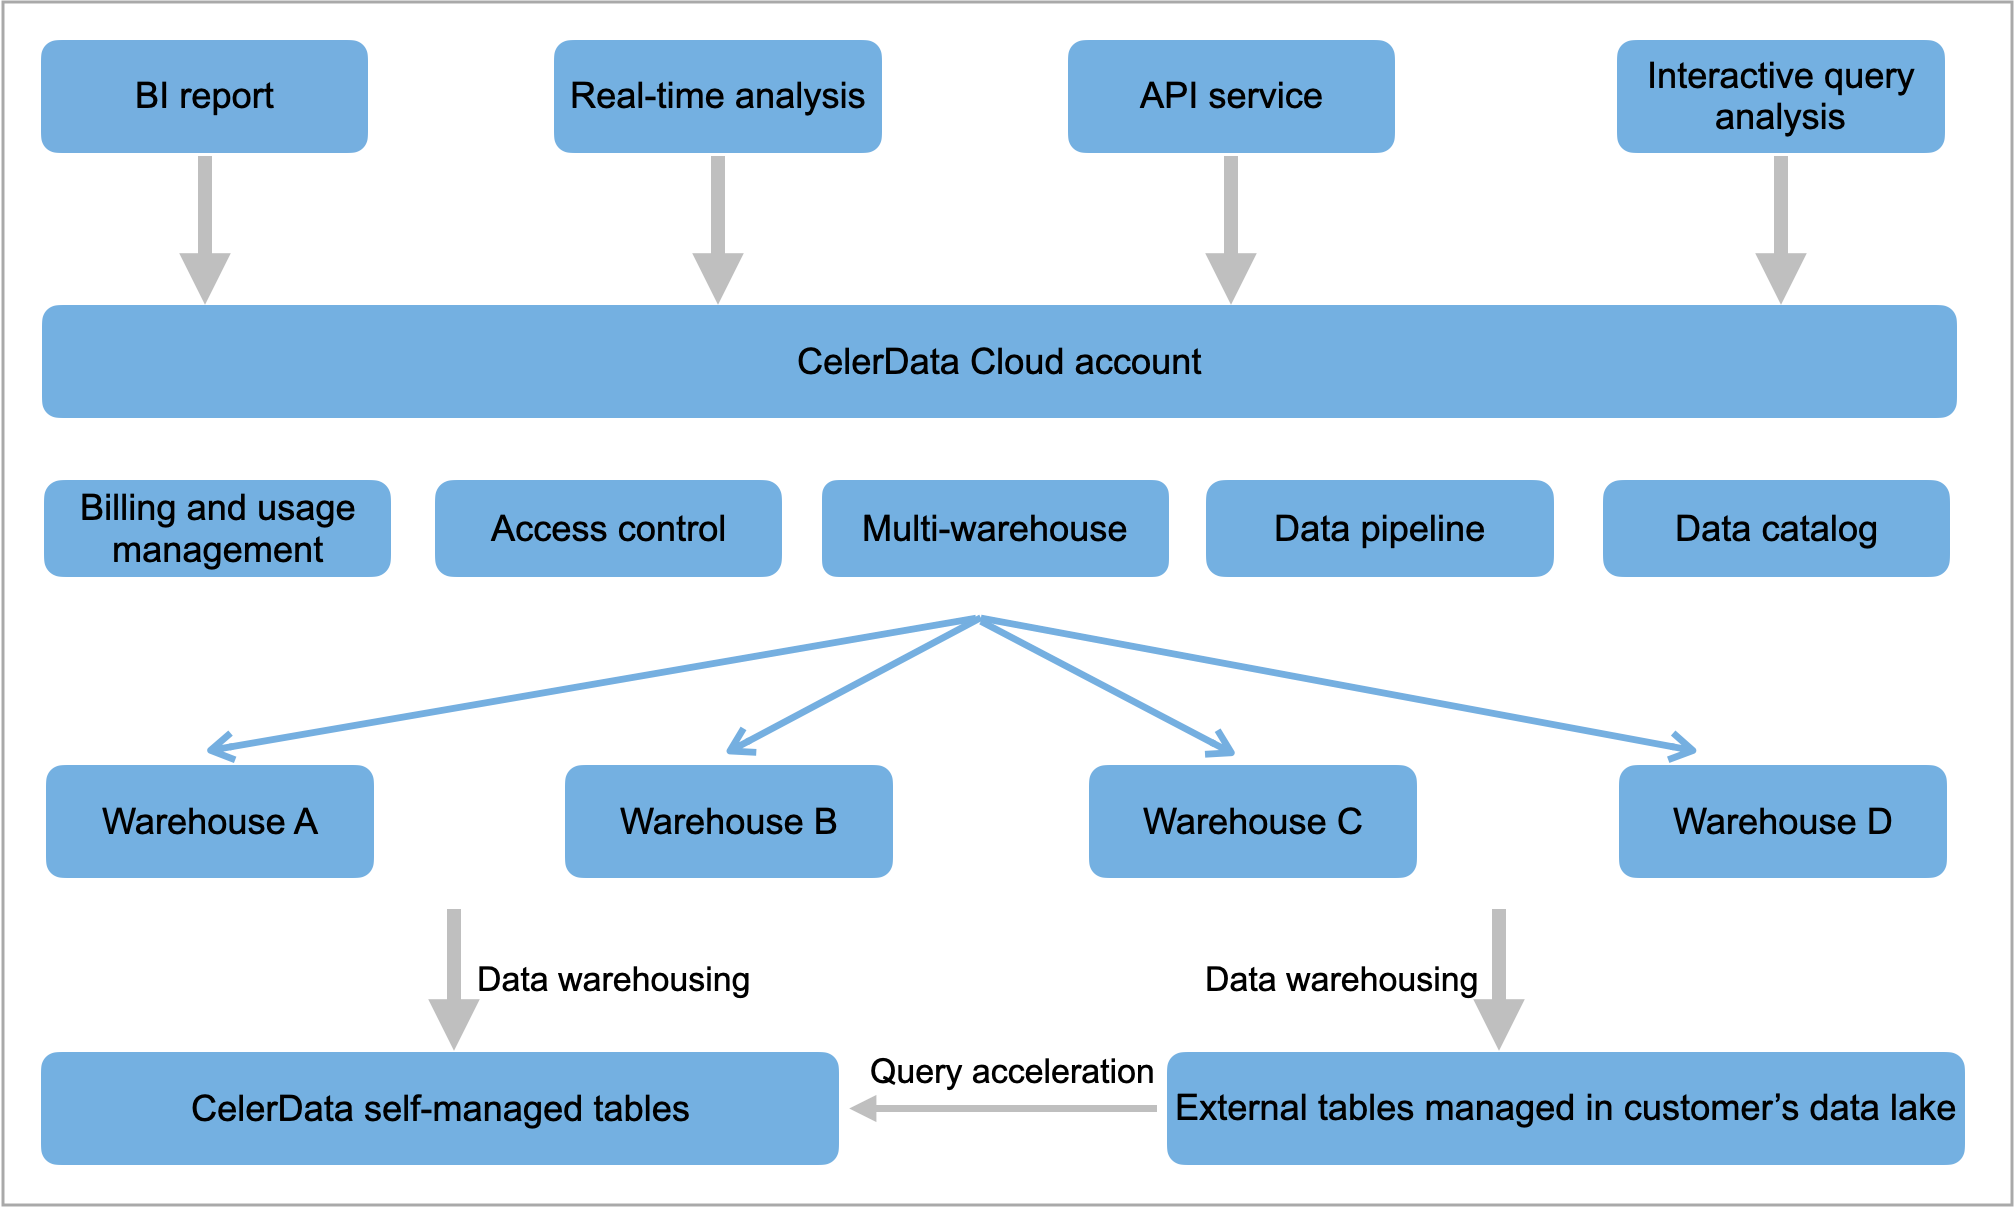 BI report
Real-time analysis
API service
Interactive query
analysis
CelerData Cloud account
Billing and usage
management
Access control
Multi-warehouse
Data pipeline
Data catalog
Warehouse A
Warehouse B
Warehouse C
Warehouse D
Data warehousing
Data warehousing
Query acceleration
CelerData self-managed tables
External tables managed in customer’s data lake